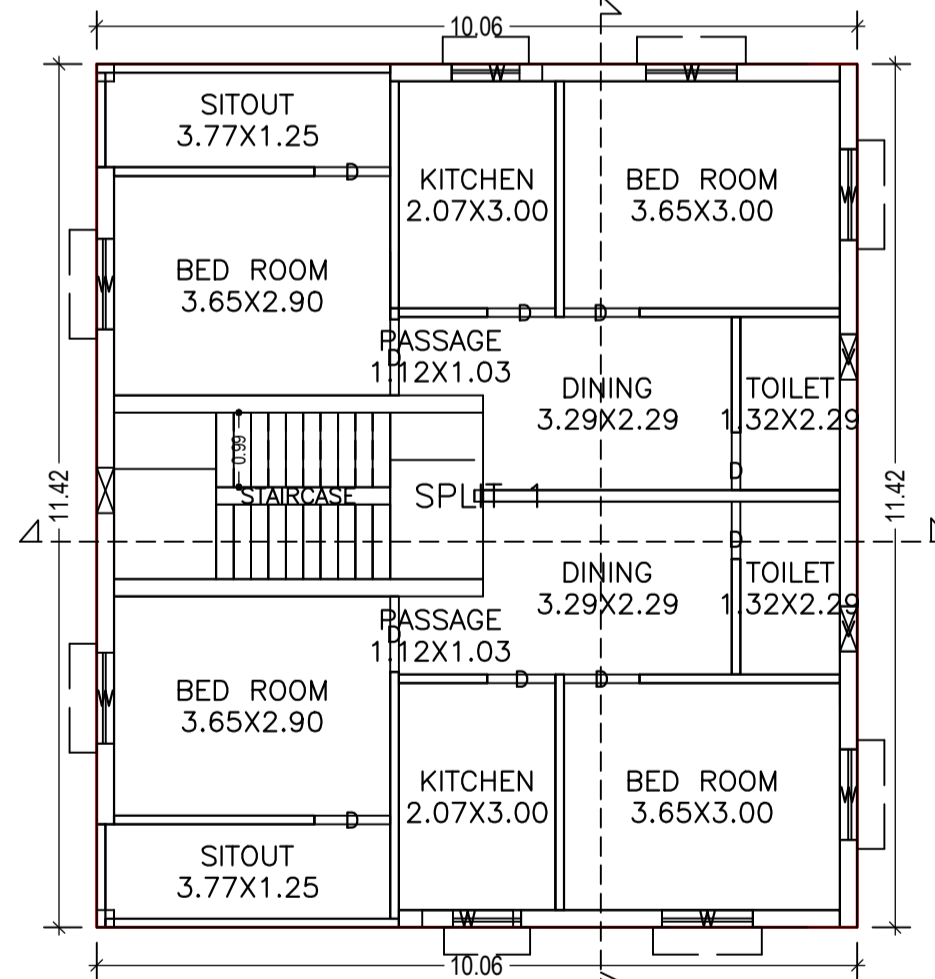 10.06
W
W
SITOUT
3.77X1.25
D
KITCHEN
2.07X3.00
BED ROOM
3.65X3.00
W
BED ROOM
3.65X2.90
W
D
D
PASSAGE
1.12X1.03
D
DINING
3.29X2.29
TOILET
1.32X2.29
D
0.99
STAIRCASE
SPLIT 1
11.42
11.42
D
DINING
3.29X2.29
TOILET
1.32X2.29
PASSAGE
1.12X1.03
D
BED ROOM
3.65X2.90
W
D
D
KITCHEN
2.07X3.00
BED ROOM
3.65X3.00
W
D
SITOUT
3.77X1.25
W
W
10.06